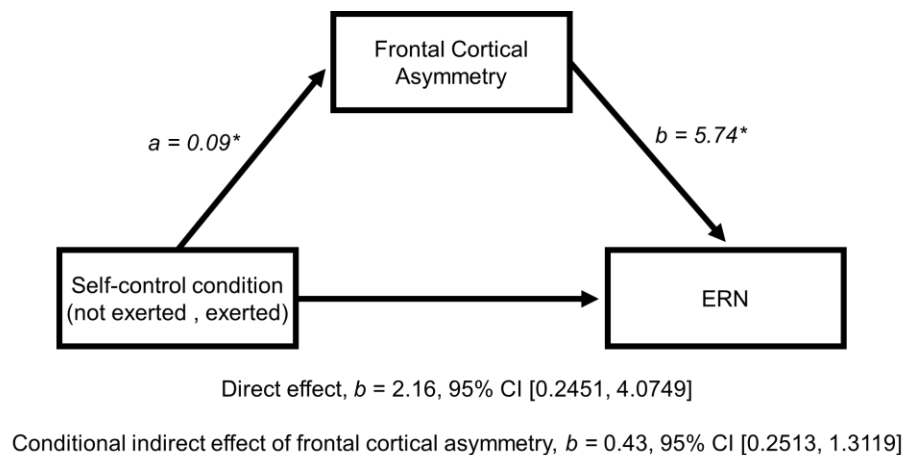 Frontal Cortical
Asymmetry
a = 0.09*
b = 5.74*
Self-control condition
(not exerted , exerted)
ERN
Direct effect, b = 2.16, 95% CI [0.2451, 4.0749]
Conditional indirect effect of frontal cortical asymmetry, b = 0.43, 95% CI [0.2513, 1.3119]